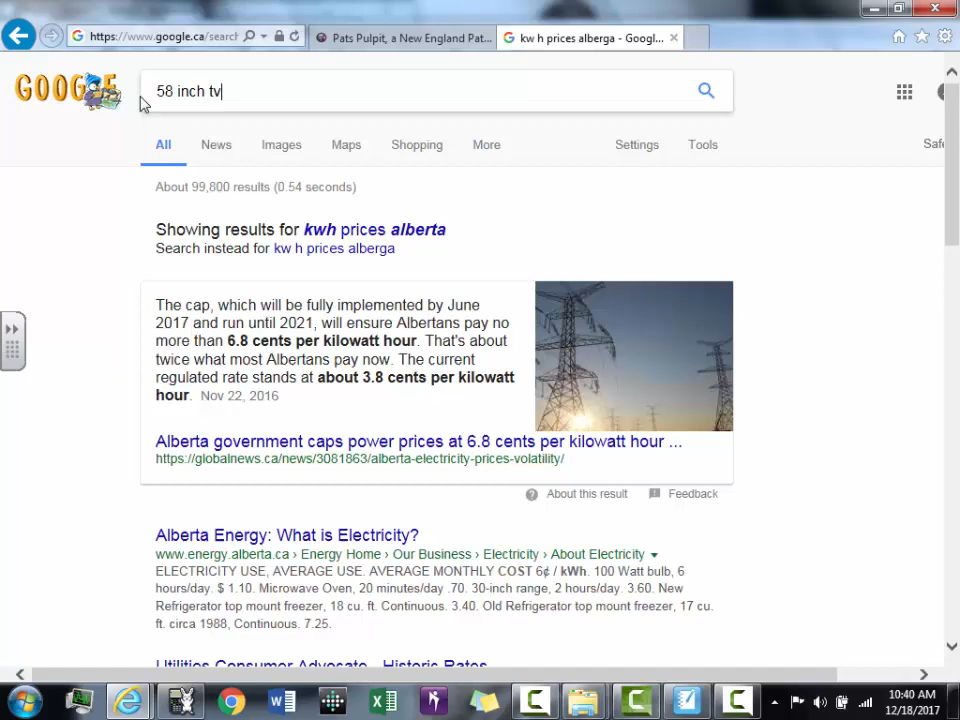 https://www.google.ca/search
Pats Pulpit, a New England Pat...
kw h prices alberga - Googl...
GOOGLE
58 inch tv
All News Images Maps Shopping More Settings Tools
Safe
About 99,800 results (0.54 seconds)
Showing results for kwh prices alberta
Search instead for kw h prices alberga
The cap, which will be fully implemented by June
2017 and run until 2021, will ensure Albertans pay no
more than 6.8 cents per kilowatt hour. That's about
twice what most Albertans pay now. The current
regulated rate stands at about 3.8 cents per kilowatt
hour. Nov 22, 2016
Alberta government caps power prices at 6.8 cents per kilowatt hour ...
https://globalnews.ca/news/3081863/alberta-electricity-prices-volatility/
About this result Feedback
Alberta Energy: What is Electricity?
www.energy.alberta.ca › Energy Home › Our Business › Electricity › About Electricity
ELECTRICITY USE, AVERAGE USE. AVERAGE MONTHLY COST 6¢ / kWh. 100 Watt bulb, 6
hours/day. $ 1.10. Microwave Oven, 20 minutes/day .70. 30-inch range, 2 hours/day. 3.60. New
Refrigerator top mount freezer, 18 cu. ft. Continuous. 3.40. Old Refrigerator top mount freezer, 17 cu.
ft. circa 1988, Continuous. 7.25.
Utilities Consumer Advocate - Historic Rates
10:40 AM
12/18/2017